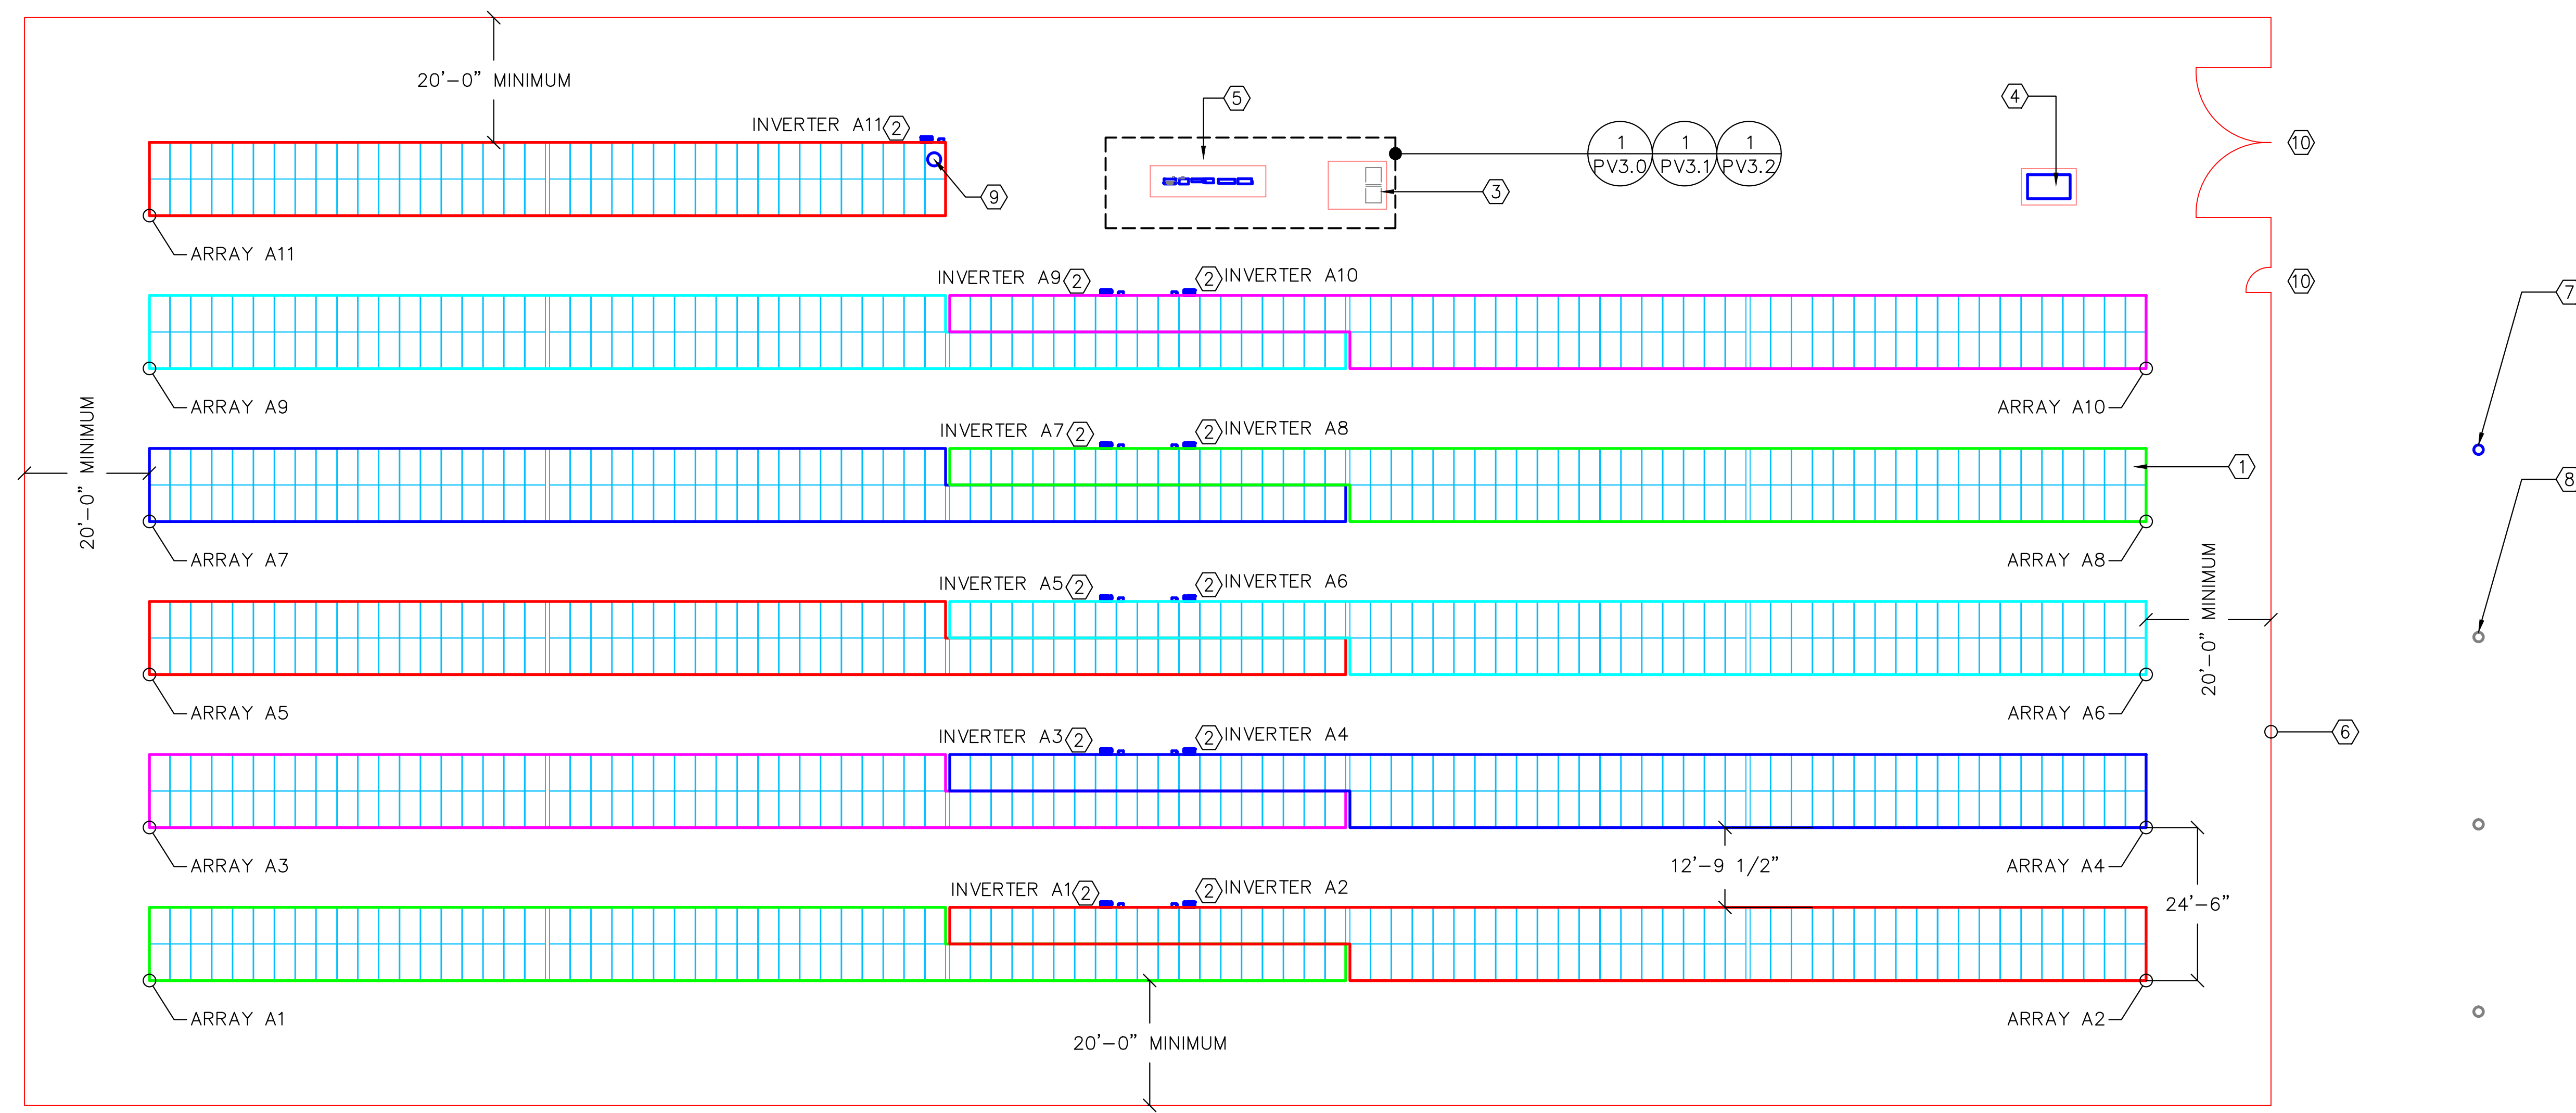 20'-0" MINIMUM
INVERTER A11 2
5
4
1 1 1
PV3.0 PV3.1 PV3.2
10
3
9
ARRAY A11
INVERTER A9 2
2 INVERTER A10
10
7
ARRAY A9
ARRAY A10
20'-0" MINIMUM
INVERTER A7 2
2 INVERTER A8
1
8
ARRAY A7
ARRAY A8
INVERTER A5 2
2 INVERTER A6
20'-0" MINIMUM
ARRAY A5
ARRAY A6
6
INVERTER A3 2
2 INVERTER A4
ARRAY A3
12'-9 1/2"
ARRAY A4
INVERTER A1 2
2 INVERTER A2
24'-6"
ARRAY A1
ARRAY A2
20'-0" MINIMUM